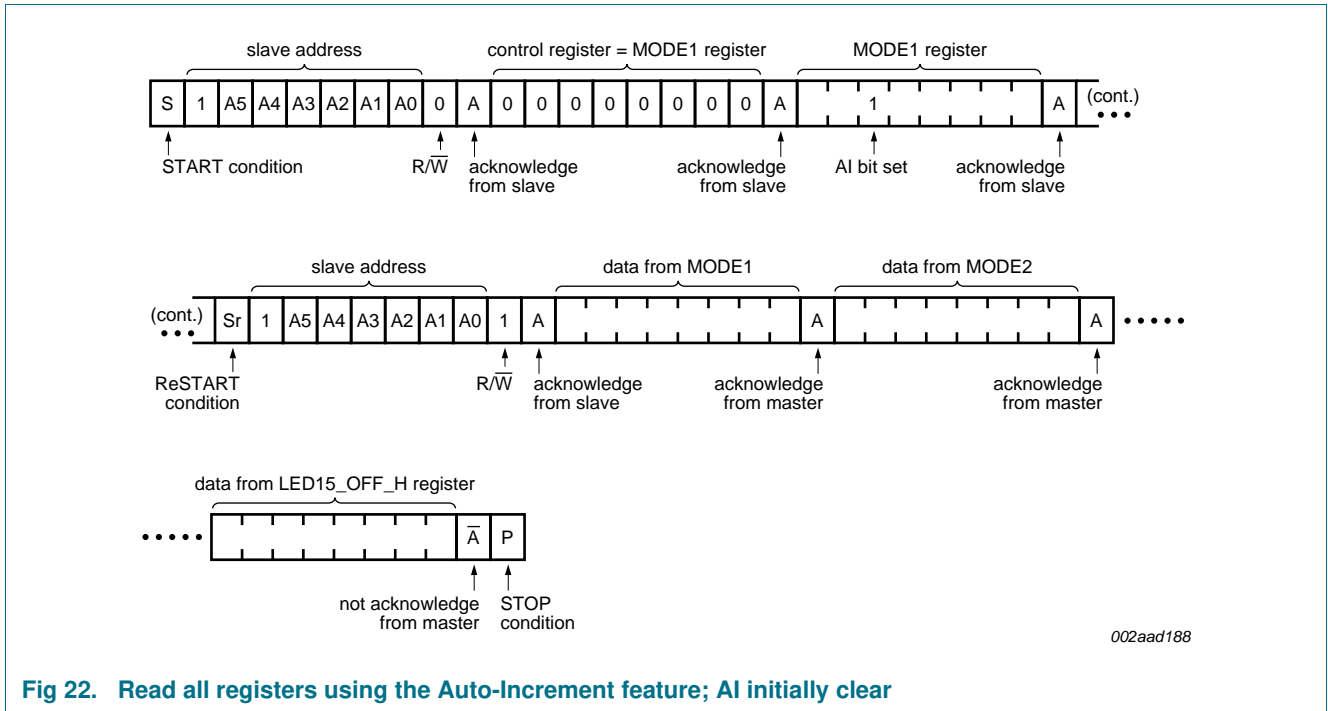 slave address control register = MODE1 register MODE1 register
S 1 A5 A4 A3 A2 A1 A0 0 A 0 0 0 0 0 0 0 0 A 1 A (cont.)
START condition R/W̅ acknowledge from slave acknowledge from slave AI bit set acknowledge from slave
slave address data from MODE1 data from MODE2
(cont.) Sr 1 A5 A4 A3 A2 A1 A0 1 A A A
ReSTART condition R/W̅ acknowledge from slave acknowledge from master acknowledge from master
data from LED15_OFF_H register
A̅ P
not acknowledge from master STOP condition
002aad188
Fig 22. Read all registers using the Auto-Increment feature; AI initially clear